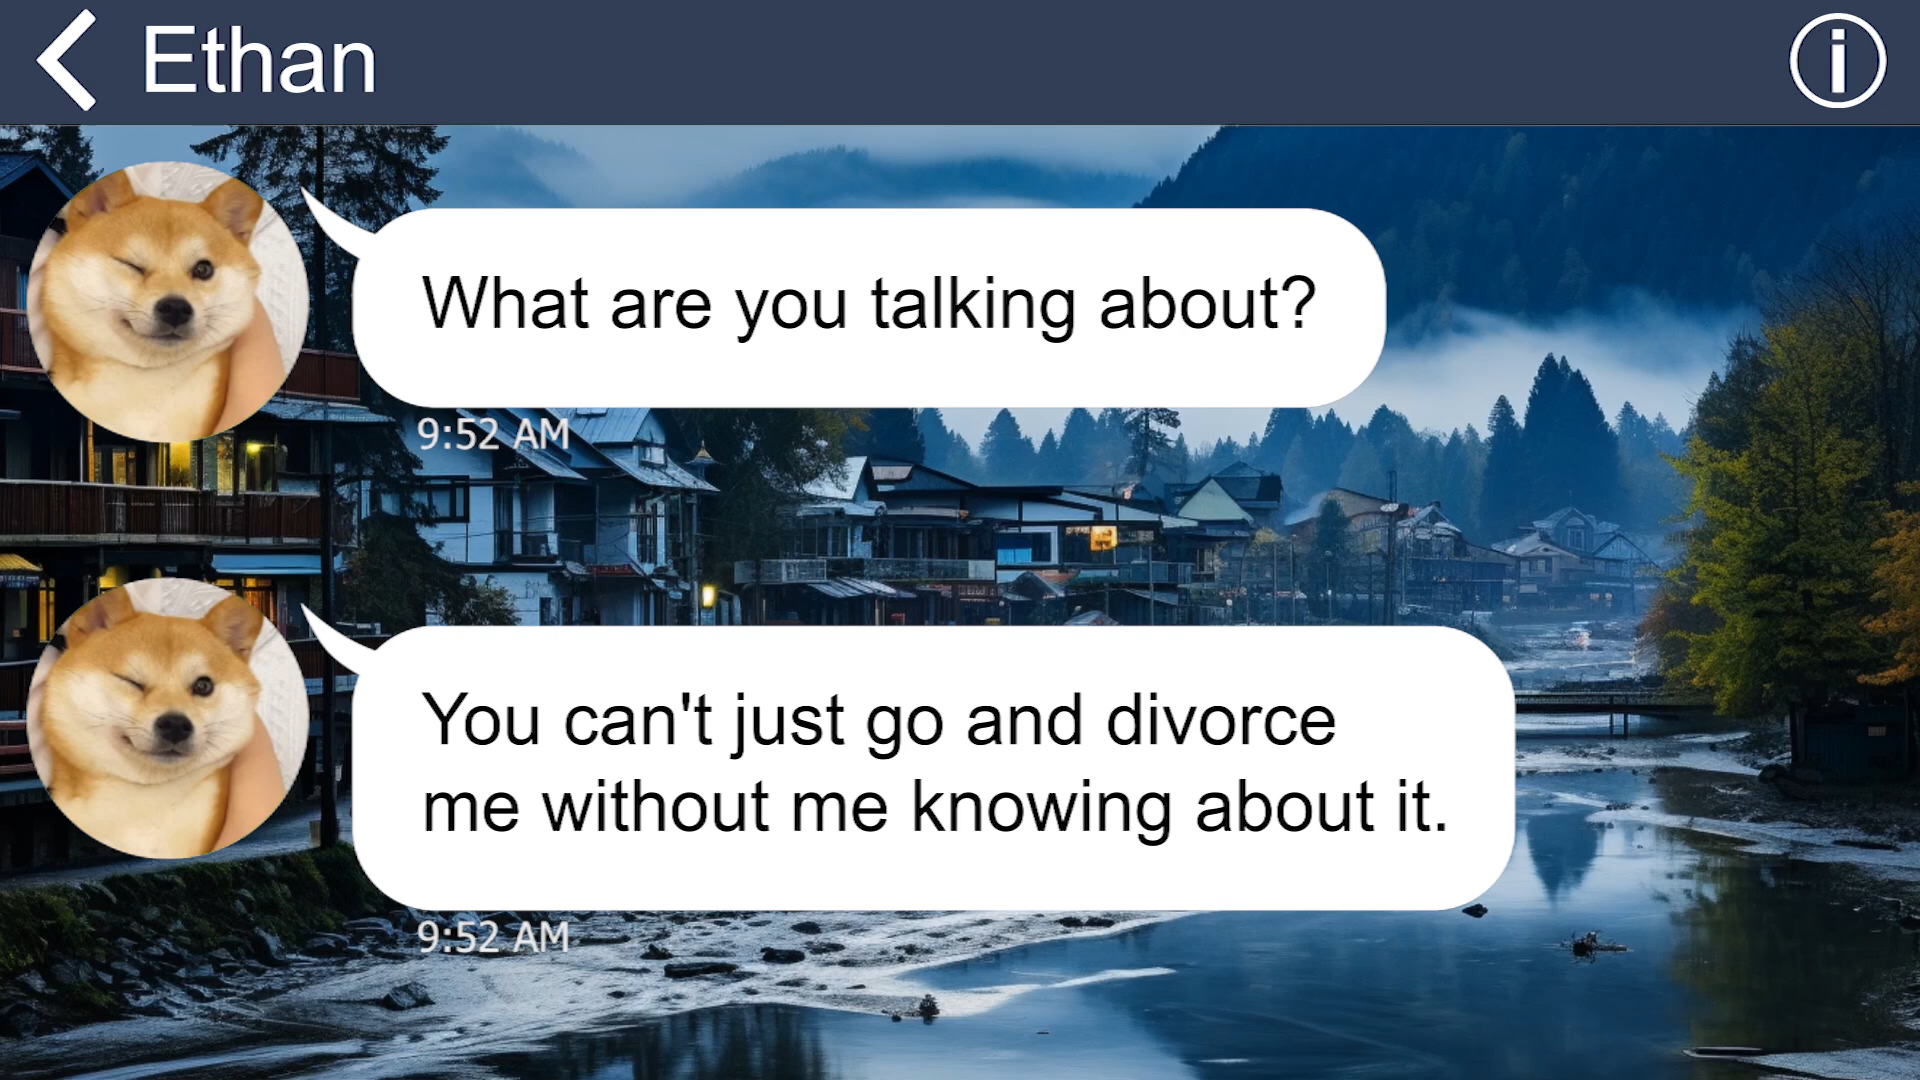 Ethan
What are you talking about?
9:52 AM
You can't just go and divorce
me without me knowing about it.
9:52 AM